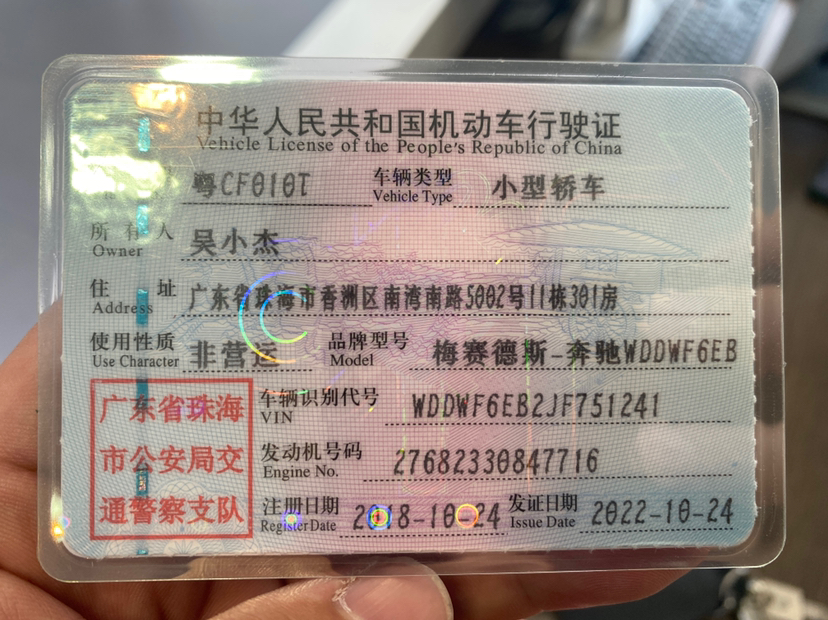 中华人民共和国机动车行驶证
Vehicle License of the People's Republic of China
粤CF010T 车辆类型 Vehicle Type 小型轿车
所有人 Owner 吴小杰
住址 Address 广东省珠海市香洲区南湾南路5002号11栋301房
使用性质 Use Character 非营运 品牌型号 Model 梅赛德斯-奔驰WDDWF6EB
车辆识别代号 VIN WDDWF6EB2JF751241
发动机号码 Engine No. 27682330847716
注册日期 Register Date 2018-10-24 发证日期 Issue Date 2022-10-24
广东省珠海
市公安局交
通警察支队